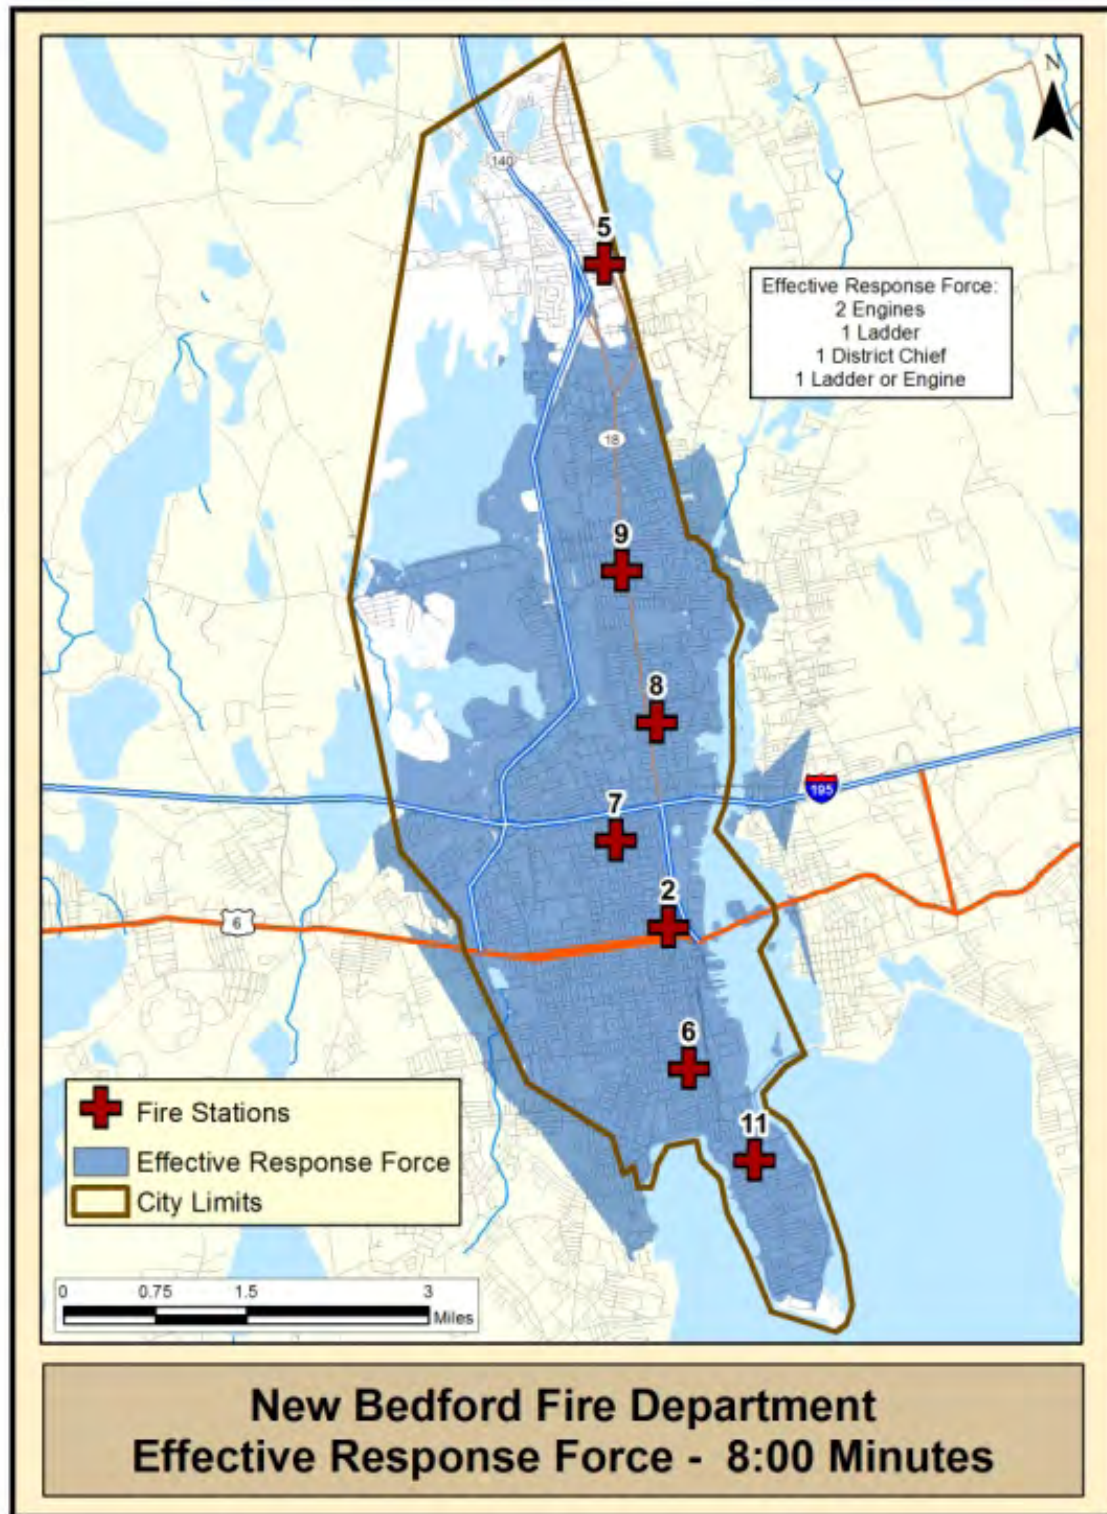 N
140
5
Effective Response Force:
2 Engines
1 Ladder
1 District Chief
1 Ladder or Engine
18
9
8
195
7
2
6
6
11
Fire Stations
Effective Response Force
City Limits
0 0.75 1.5 3
Miles
New Bedford Fire Department
Effective Response Force - 8:00 Minutes